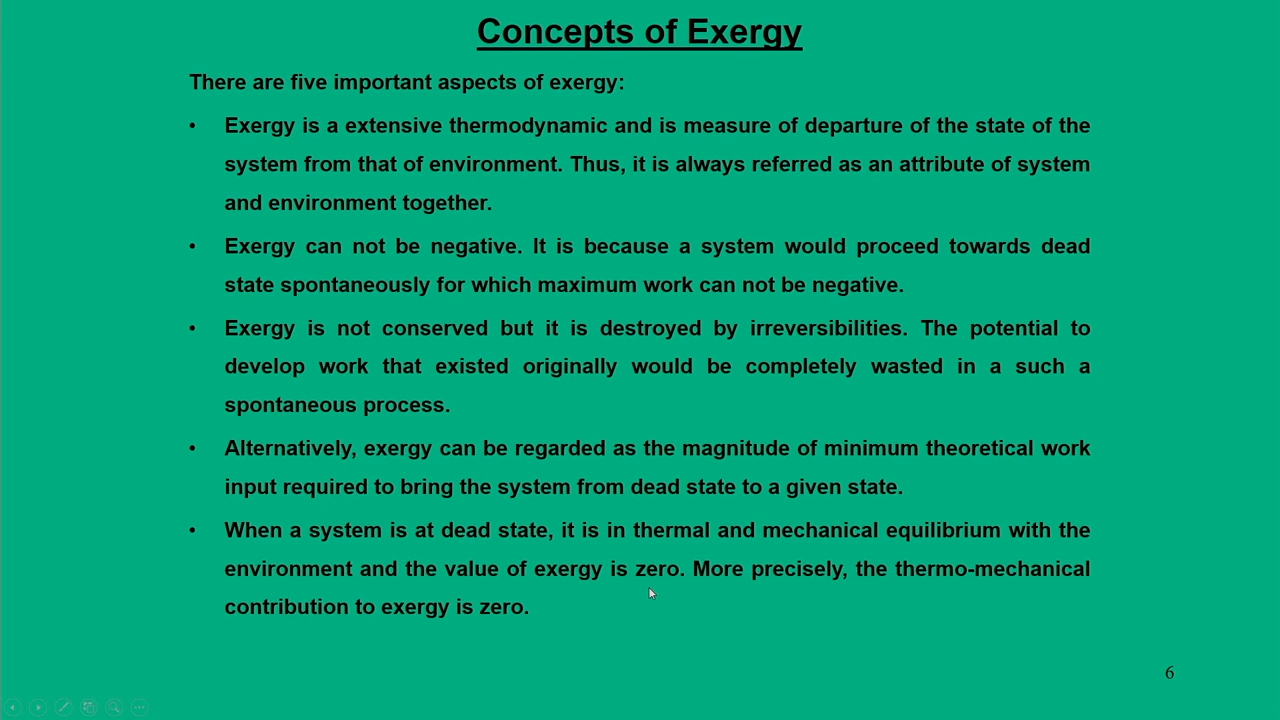 Concepts of Exergy
There are five important aspects of exergy:
• Exergy is a extensive thermodynamic and is measure of departure of the state of the
system from that of environment. Thus, it is always referred as an attribute of system
and environment together.
• Exergy can not be negative. It is because a system would proceed towards dead
state spontaneously for which maximum work can not be negative.
• Exergy is not conserved but it is destroyed by irreversibilities. The potential to
develop work that existed originally would be completely wasted in a such a
spontaneous process.
• Alternatively, exergy can be regarded as the magnitude of minimum theoretical work
input required to bring the system from dead state to a given state.
• When a system is at dead state, it is in thermal and mechanical equilibrium with the
environment and the value of exergy is zero. More precisely, the thermo-mechanical
contribution to exergy is zero.
6